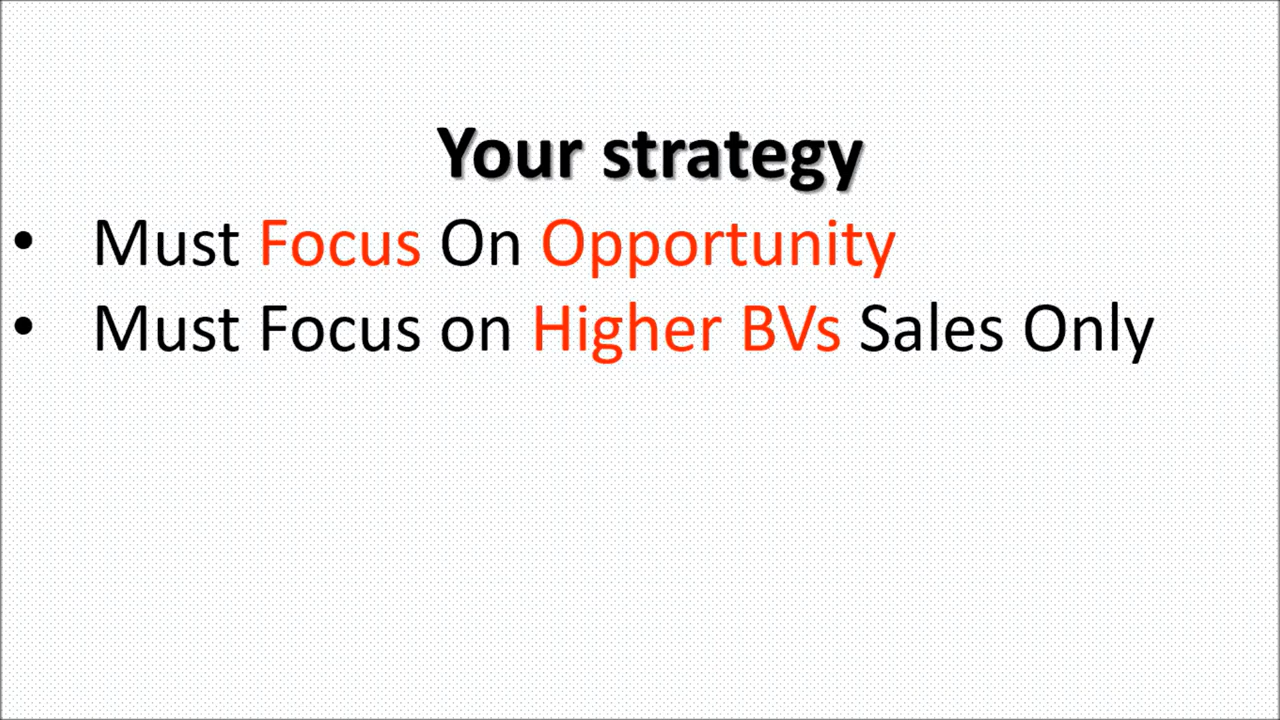 Your strategy
• Must Focus On Opportunity
• Must Focus on Higher BVs Sales Only